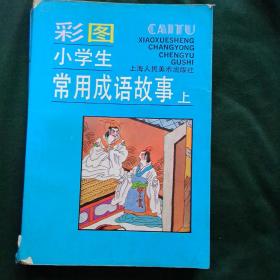 彩图
CAITU
小学生
XIAOXUESHENG
CHANGYONG
CHENGYU
GUSHI
上海人民美术出版社
常用成语故事 上